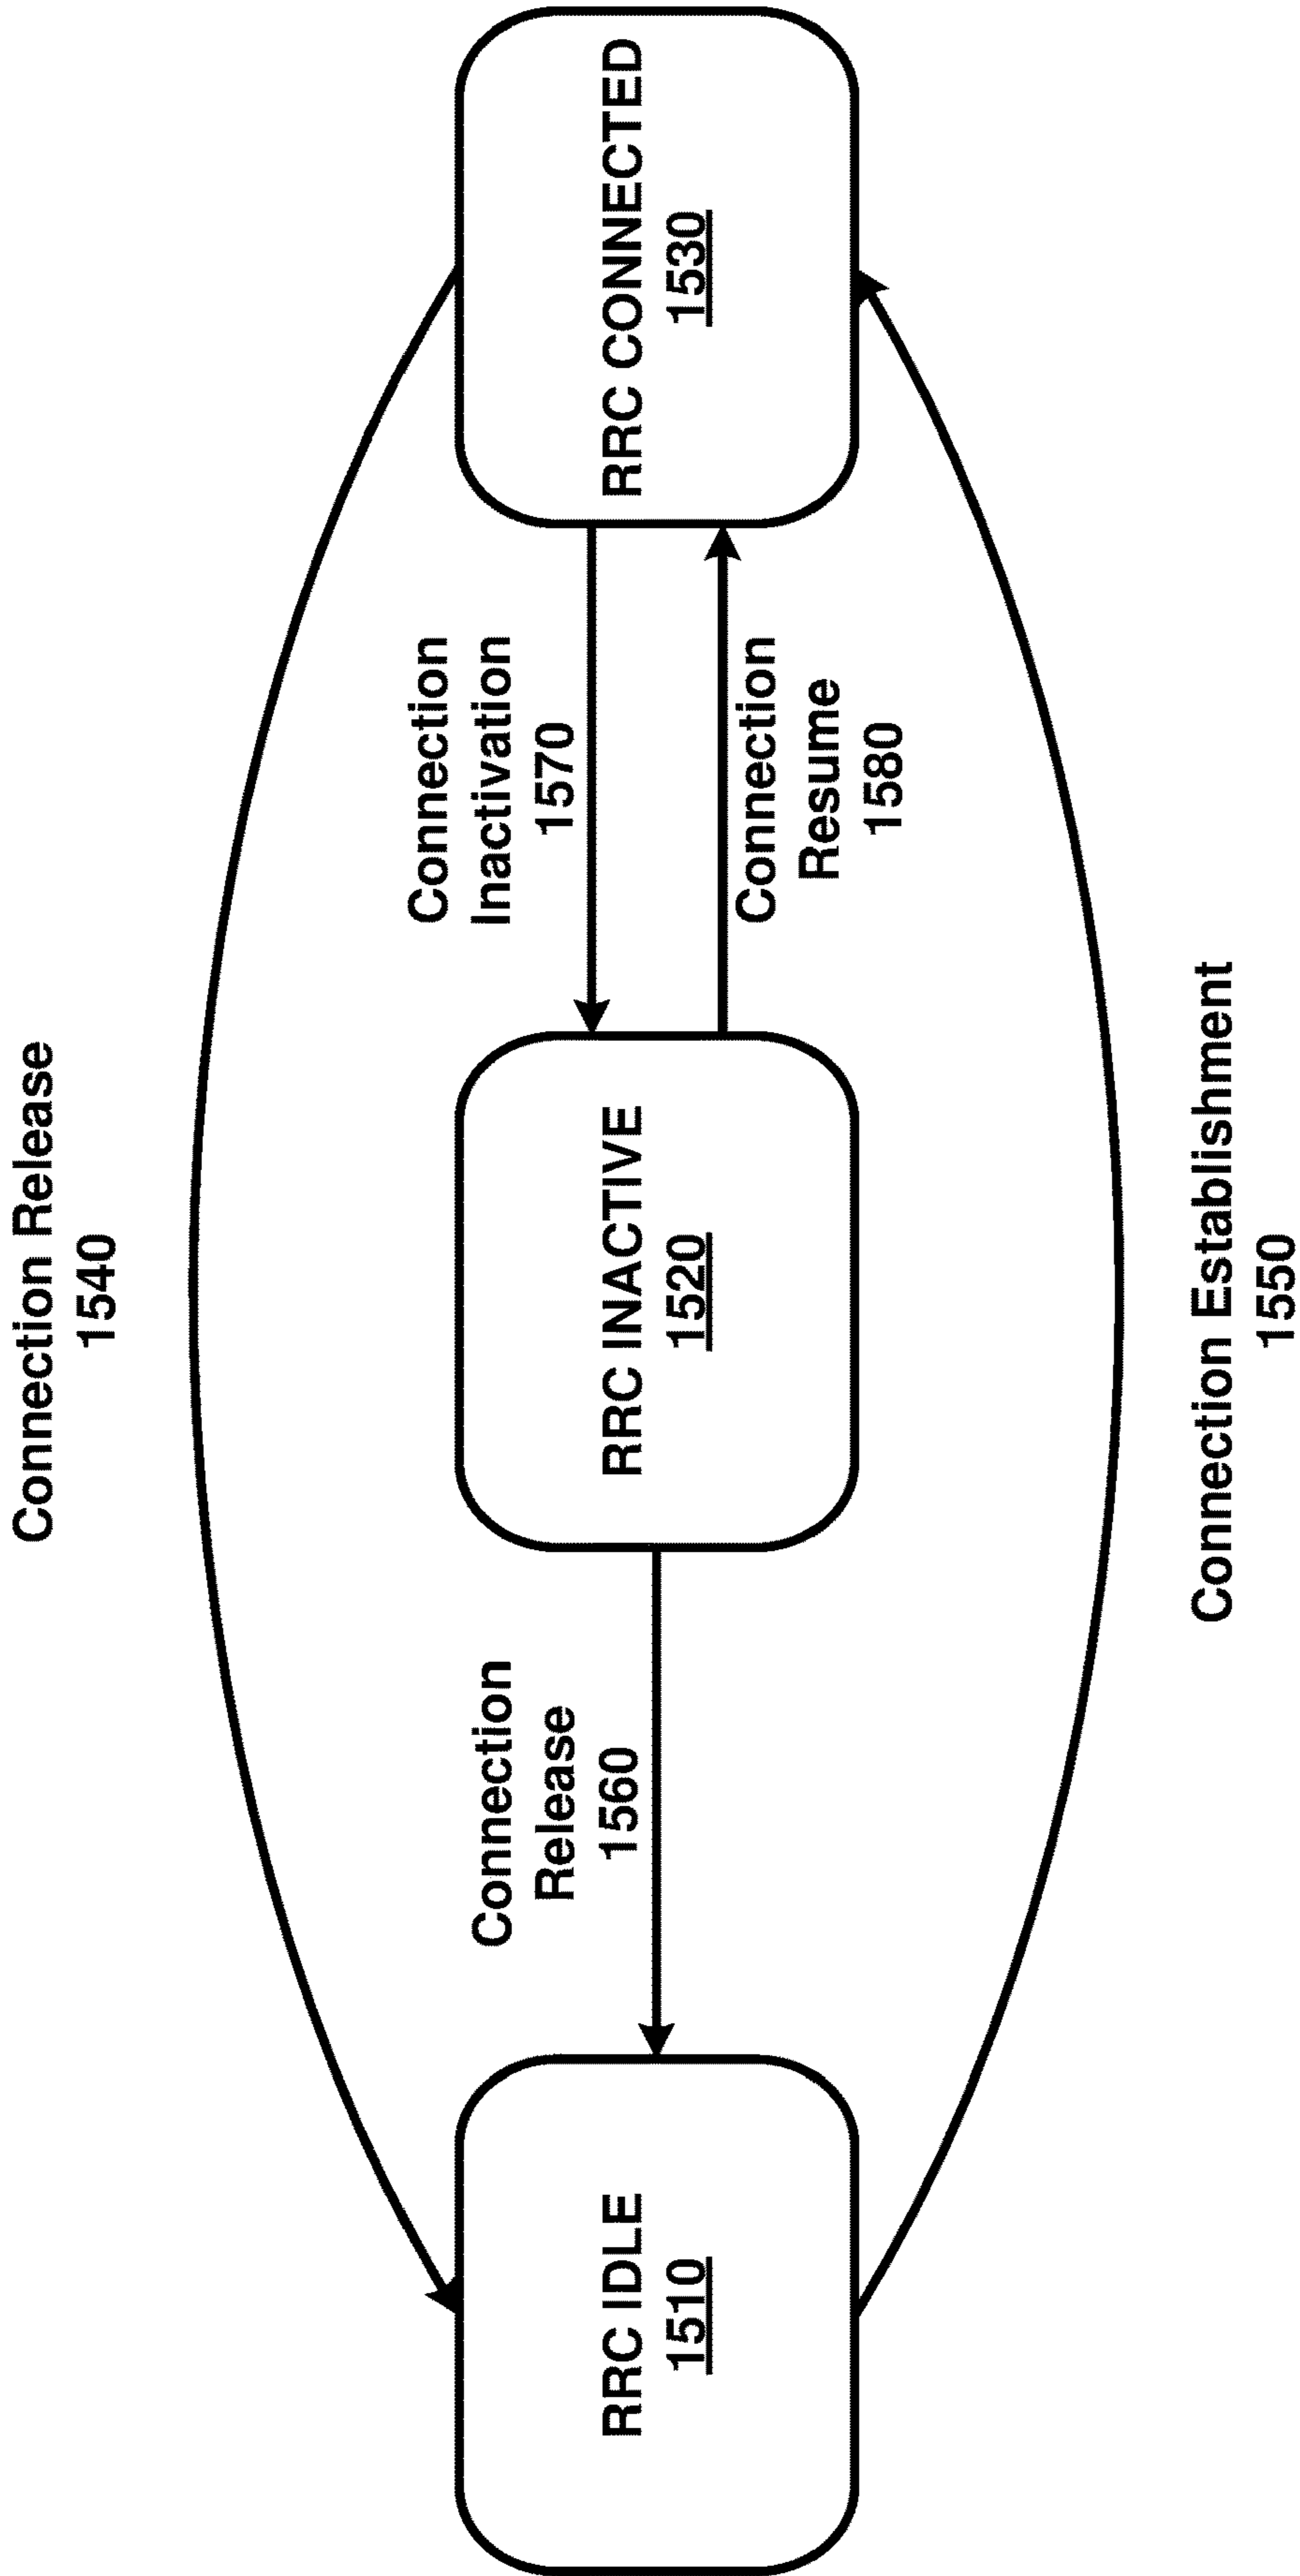 Connection Release
1540
RRC IDLE
1510
Connection
Release
1560
RRC INACTIVE
1520
Connection
Inactivation
1570
Connection
Resume
1580
RRC CONNECTED
1530
Connection Establishment
1550